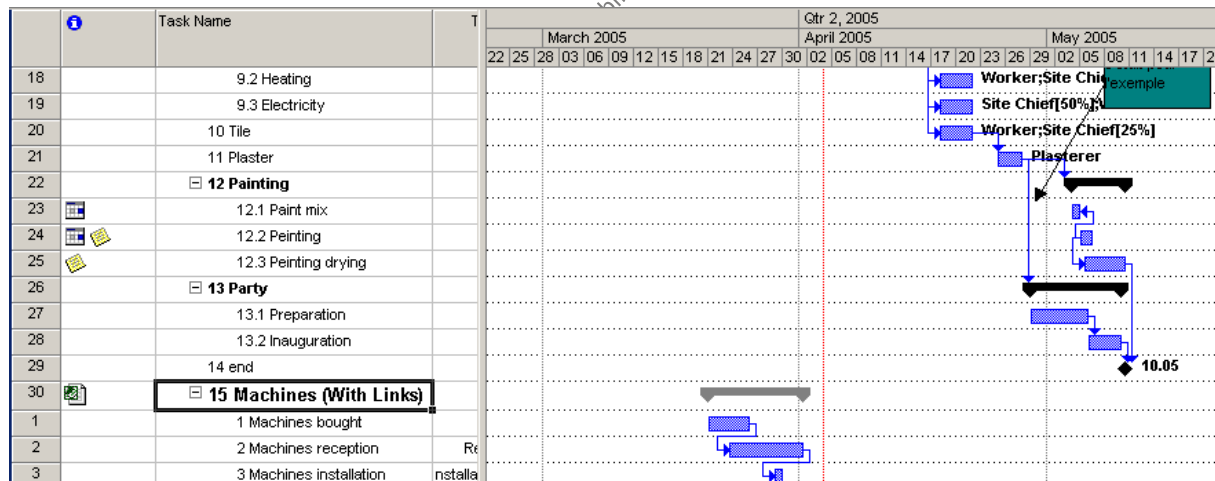 Task Name T
Qtr 2, 2005
March 2005 April 2005 May 2005
22 25 28 03 06 09 12 15 18 21 24 27 30 02 05 08 11 14 17 20 23 26 29 02 05 08 11 14 17 2
18 9.2 Heating Worker;Site Chie
l'exemple
19 9.3 Electricity Site Chief[50%];
20 10 Tile Worker;Site Chief[25%]
21 11 Plaster Plasterer
22 12 Painting
23 12.1 Paint mix
24 12.2 Peinting
25 12.3 Peinting drying
26 13 Party
27 13.1 Preparation
28 13.2 Inauguration
29 14 end 10.05
30 15 Machines (With Links)
1 1 Machines bought
2 2 Machines reception Re
3 3 Machines installation nstalla